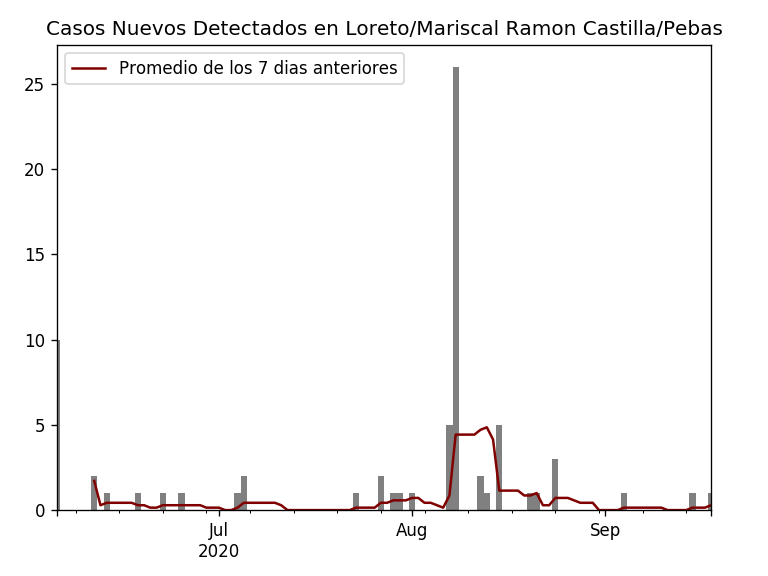 Casos Nuevos Detectados en Loreto/Mariscal Ramon Castilla/Pebas
Promedio de los 7 dias anteriores
25
20
15
10
5
0
Jul
2020
Aug
Sep